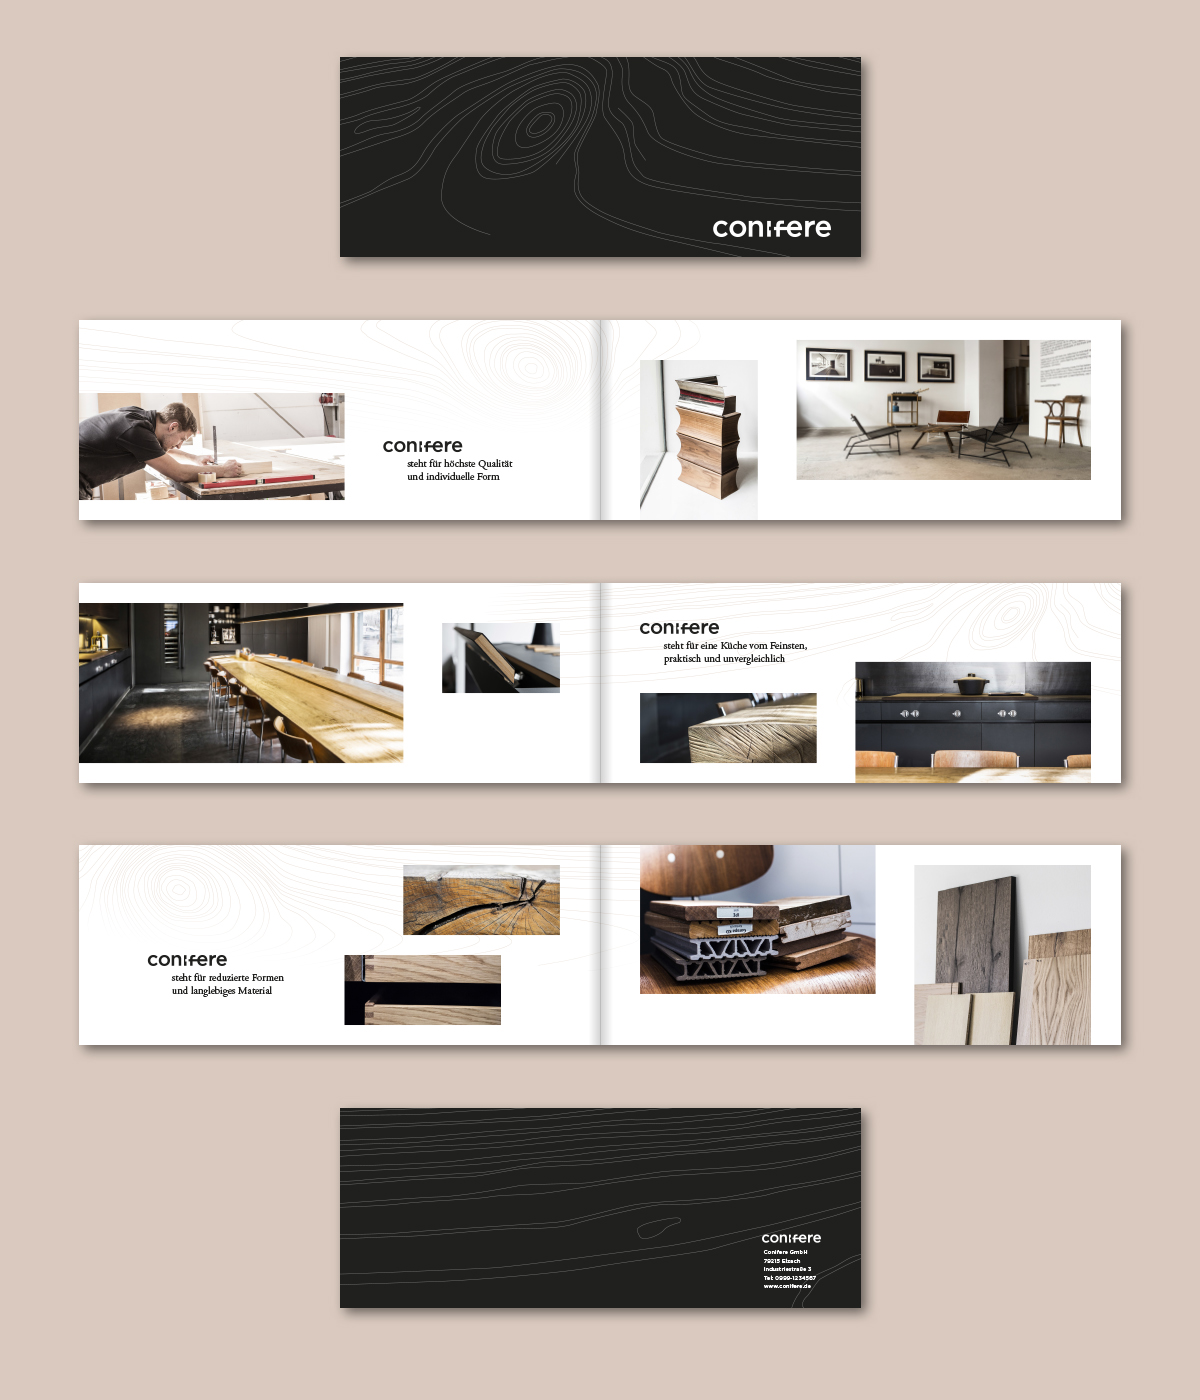 conifere
conifere
steht für höchste Qualität
und individuelle Form
conifere
steht für eine Küche vom Feinsten,
praktisch und unvergleichlich
conifere
steht für reduzierte Formen
und langlebiges Material
conifere
Conifere GmbH
79215 Elzach
Industriestraße 3
Tel: 0999-1234567
www.conifere.de